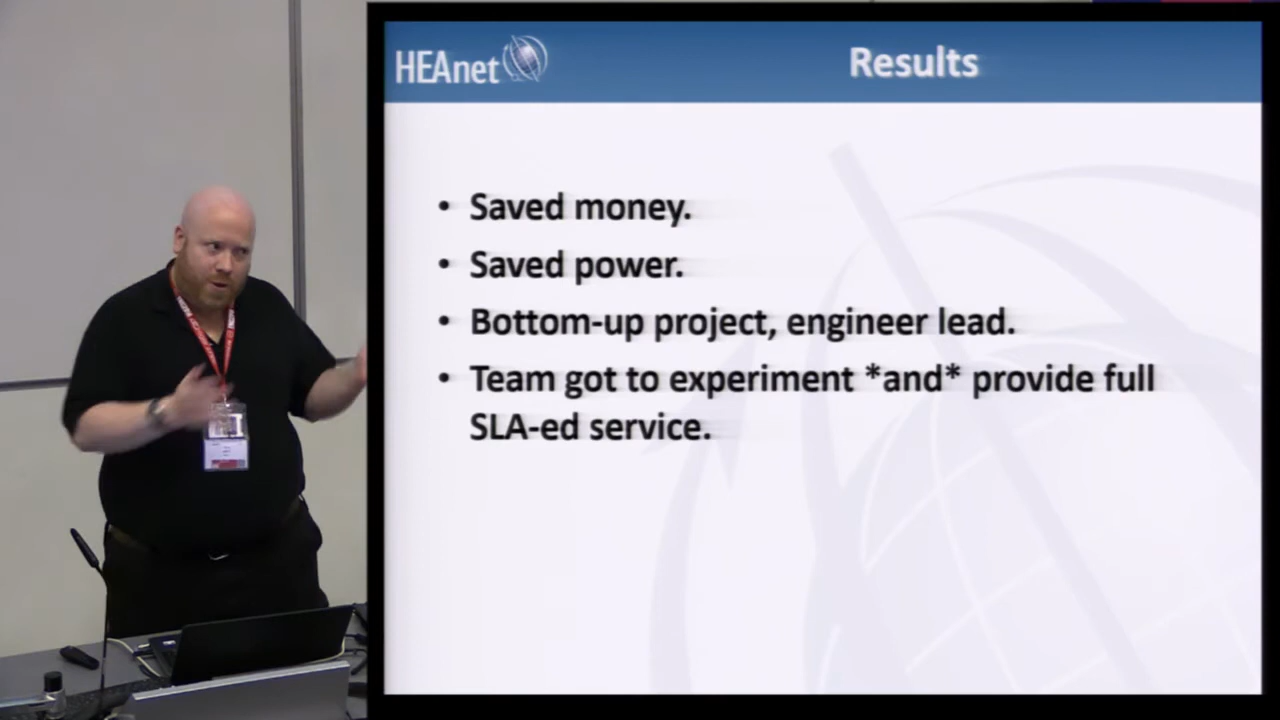 HEAnet
Results
• Saved money.
• Saved power.
• Bottom-up project, engineer lead.
• Team got to experiment *and* provide full
SLA-ed service.